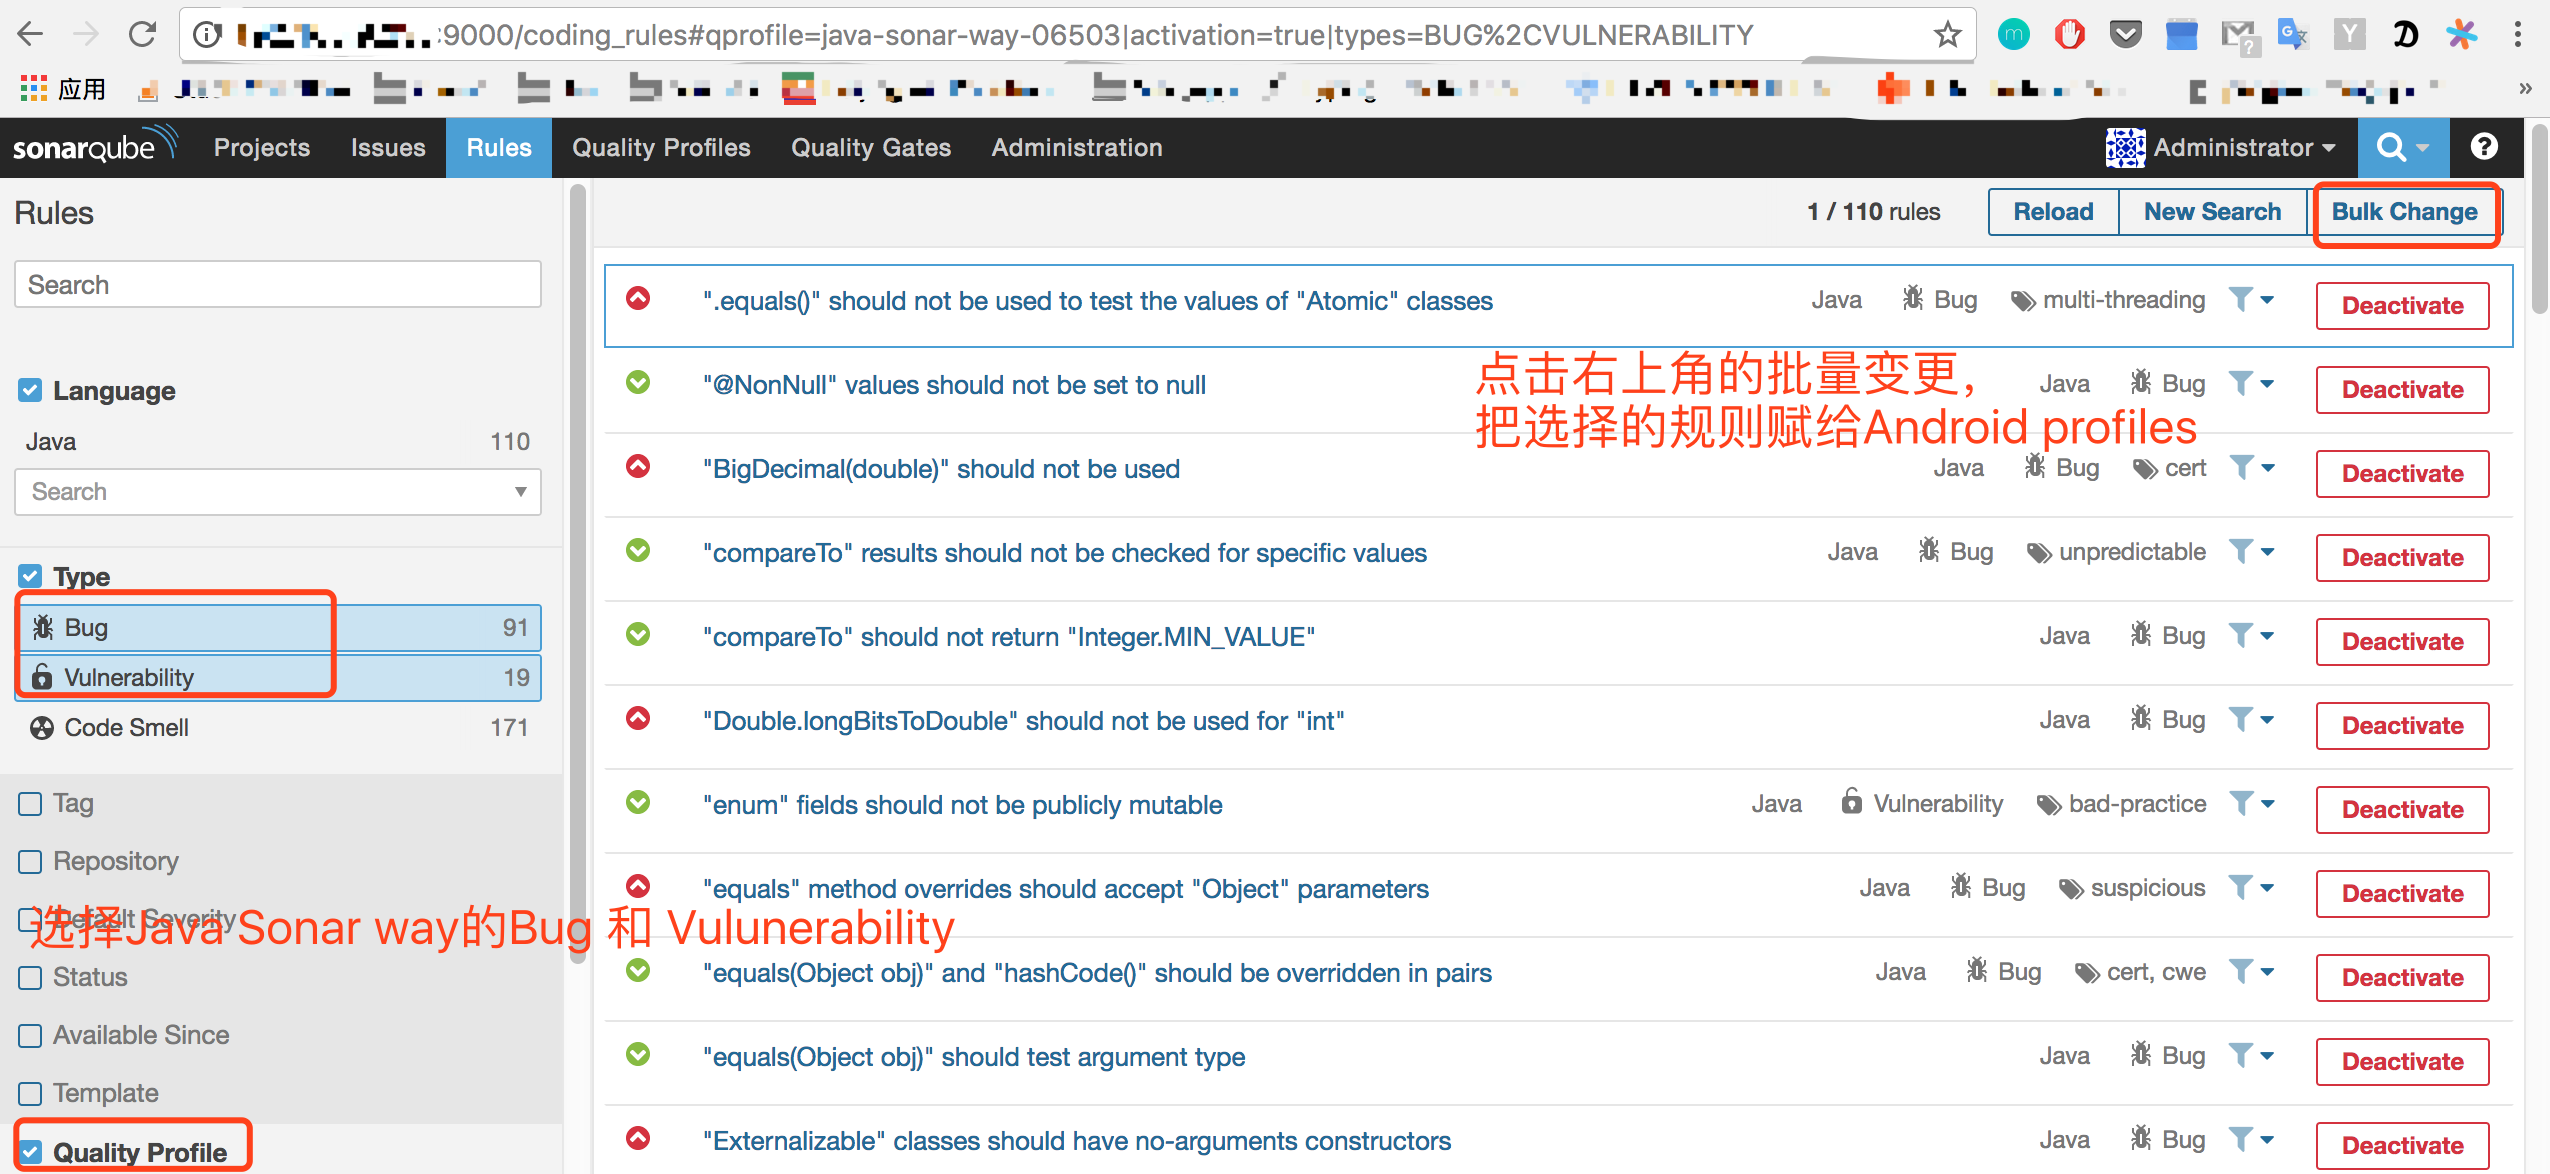 :9000/coding_rules#qprofile=java-sonar-way-06503|activation=true|types=BUG%2CVULNERABILITY
应用
sonarqube Projects Issues Rules Quality Profiles Quality Gates Administration Administrator
Rules
1 / 110 rules Reload New Search Bulk Change
Search
Language
Java 110
Search
Type
Bug 91
Vulnerability 19
Code Smell 171
Tag
Repository
Default Severity
选择Java Sonar way的Bug 和 Vulunerability
Status
Available Since
Template
Quality Profile
".equals()" should not be used to test the values of "Atomic" classes Java Bug multi-threading Deactivate
点击右上角的批量变更，
把选择的规则赋给Android profiles
"@NonNull" values should not be set to null Java Bug Deactivate
"BigDecimal(double)" should not be used Java Bug cert Deactivate
"compareTo" results should not be checked for specific values Java Bug unpredictable Deactivate
"compareTo" should not return "Integer.MIN_VALUE" Java Bug Deactivate
"Double.longBitsToDouble" should not be used for "int" Java Bug Deactivate
"enum" fields should not be publicly mutable Java Vulnerability bad-practice Deactivate
"equals" method overrides should accept "Object" parameters Java Bug suspicious Deactivate
"equals(Object obj)" and "hashCode()" should be overridden in pairs Java Bug cert, cwe Deactivate
"equals(Object obj)" should test argument type Java Bug Deactivate
"Externalizable" classes should have no-arguments constructors Java Bug Deactivate